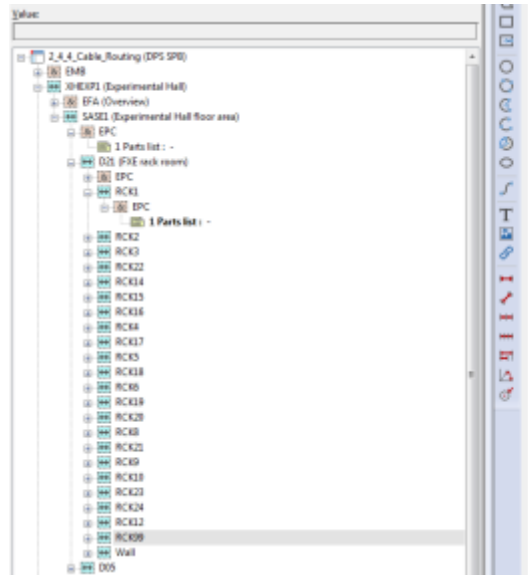 Value:
2_4_4_Cable_Routing (DPS SPB)
EMB
XHEXP1 (Experimental Hall)
EFA (Overview)
SASE1 (Experimental Hall floor area)
EPC
1 Parts list : -
D21 (FXE rack room)
EPC
RCK1
EPC
1 Parts list : -
RCK2
RCK3
RCK22
RCK14
RCK15
RCK16
RCK4
RCK17
RCK5
RCK18
RCK6
RCK19
RCK20
RCK8
RCK21
RCK9
RCK10
RCK23
RCK24
RCK12
RCK99
Wall
D05
T